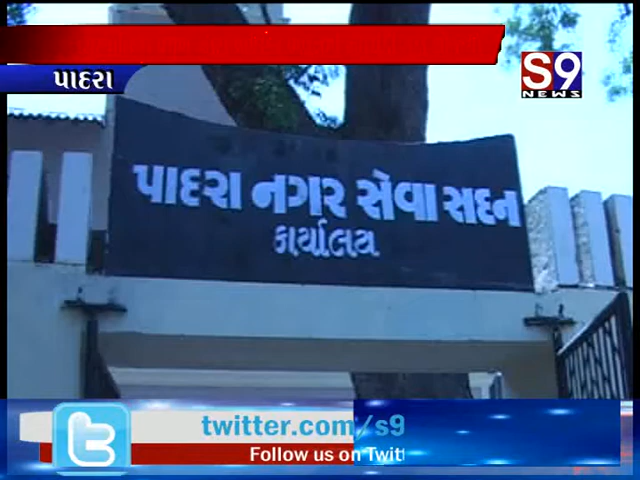 S9
NEWS
પાદરા
પાદરા નગર સેવા સદન
કાર્યાલય
twitter.com/s9
Follow us on Twit